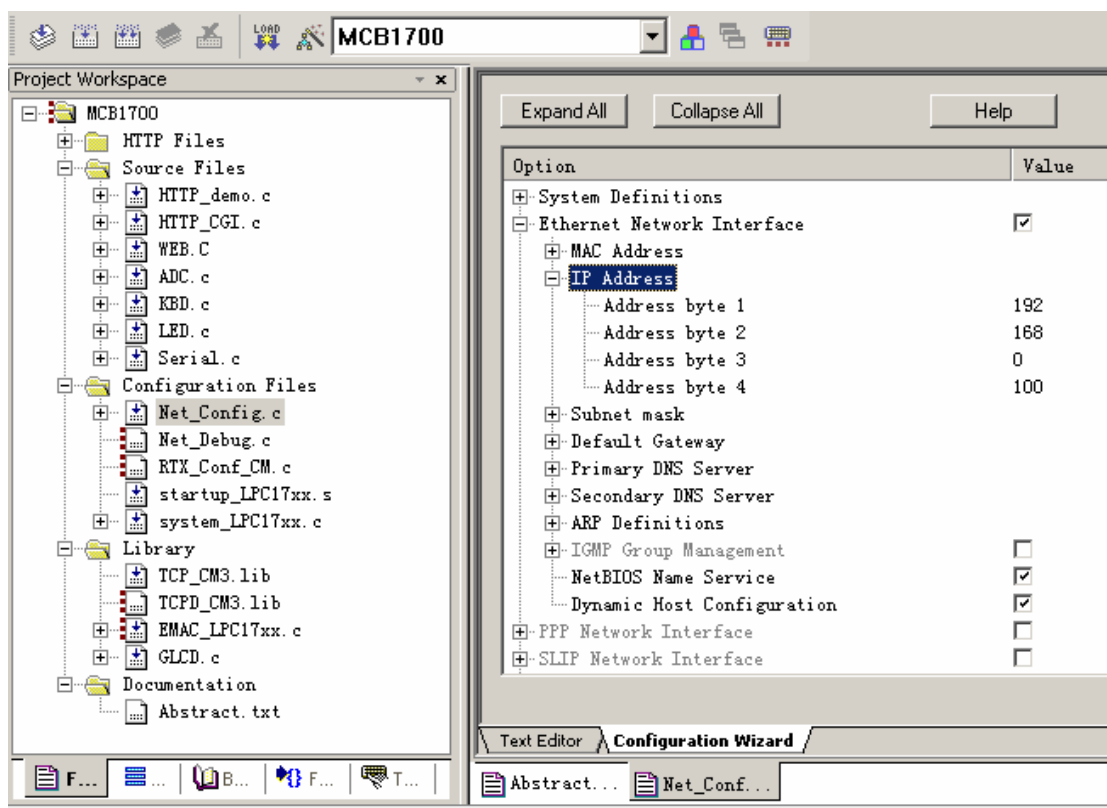 LOAD
MCB1700
Project Workspace
MCB1700
HTTP Files
Source Files
HTTP_demo.c
HTTP_CGI.c
WEB.C
ADC.c
KBD.c
LED.c
Serial.c
Configuration Files
Net_Config.c
Net_Debug.c
RTX_Conf_CM.c
startup_LPC17xx.s
system_LPC17xx.c
Library
TCP_CM3.lib
TCPD_CM3.lib
EMAC_LPC17xx.c
GLCD.c
Documentation
Abstract.txt
F... ... B... F... T...
Expand All Collapse All Help
Option Value
System Definitions
Ethernet Network Interface
MAC Address
IP Address
Address byte 1 192
Address byte 2 168
Address byte 3 0
Address byte 4 100
Subnet mask
Default Gateway
Primary DNS Server
Secondary DNS Server
ARP Definitions
IGMP Group Management
NetBIOS Name Service
Dynamic Host Configuration
PPP Network Interface
SLIP Network Interface
Text Editor Configuration Wizard
Abstract... Net_Conf...